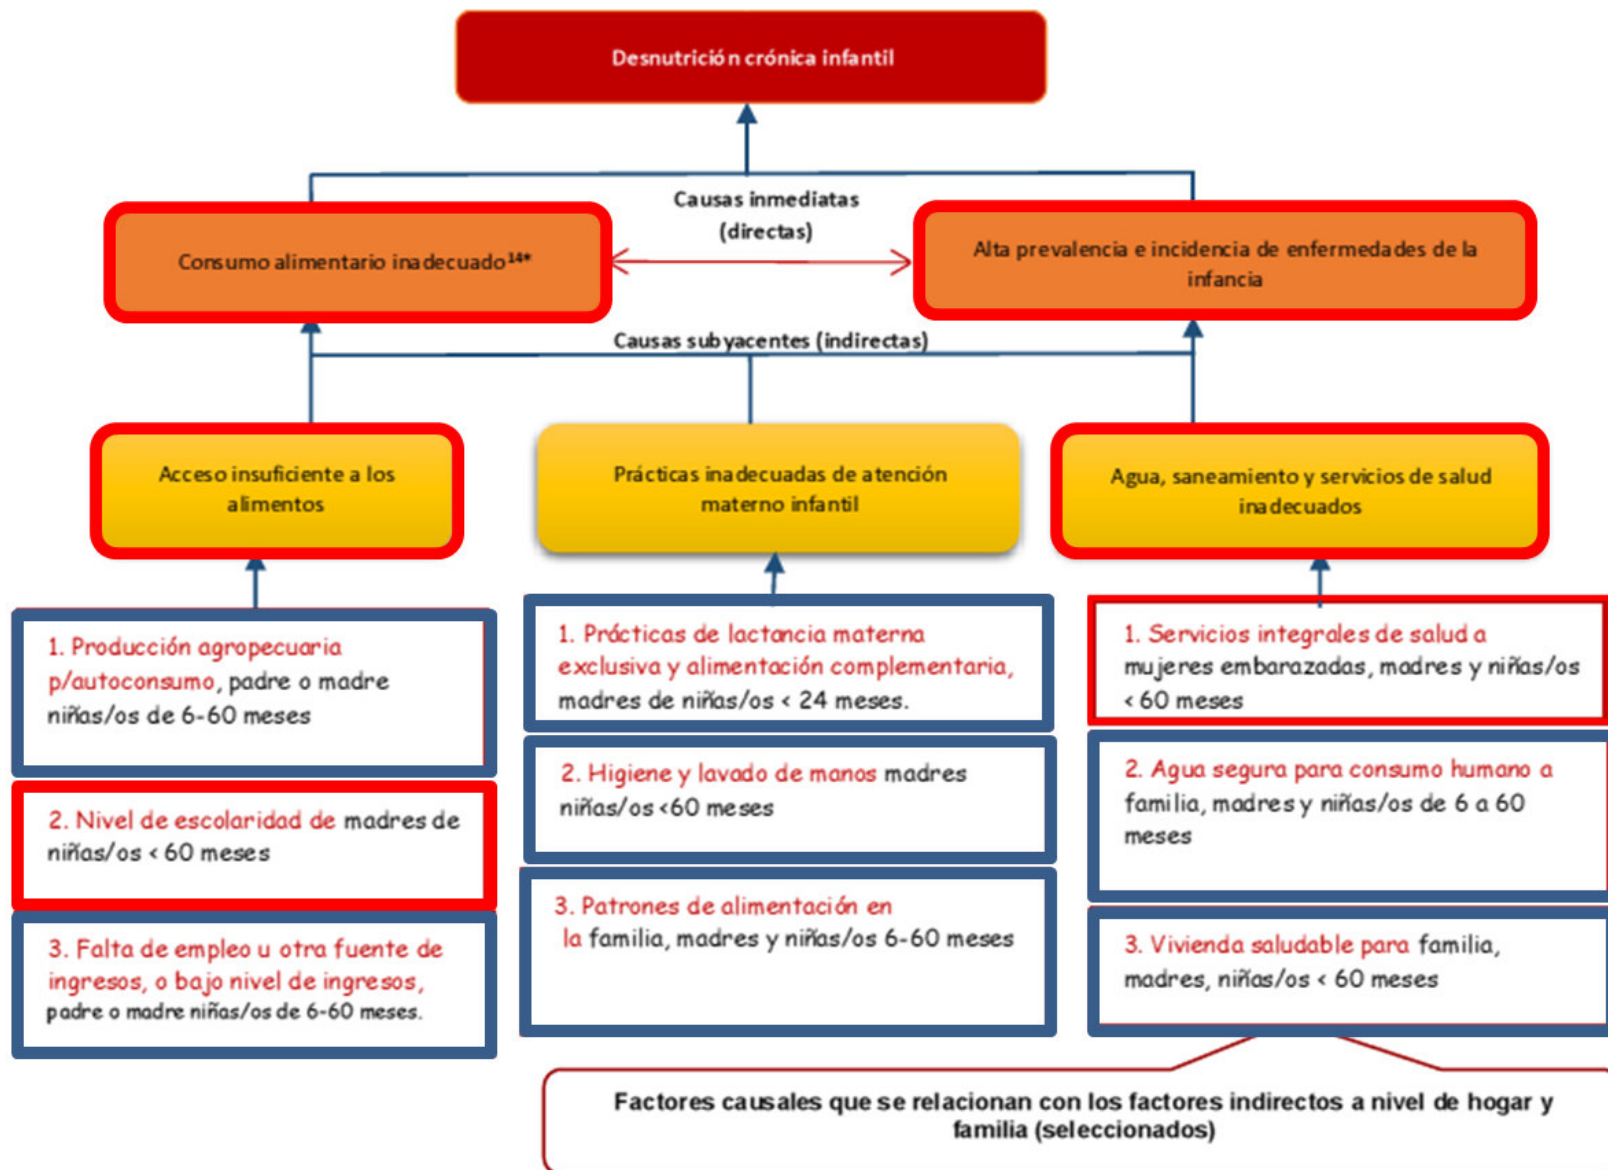 Desnutrición crónica infantil
Causas inmediatas
(directas)
Consumo alimentario inadecuado¹⁴*
Alta prevalencia e incidencia de enfermedades de la
infancia
Causas subyacentes (indirectas)
Acceso insuficiente a los
alimentos
Prácticas inadecuadas de atención
materno infantil
Agua, saneamiento y servicios de salud
inadecuados
1. Producción agropecuaria
p/autoconsumo, padre o madre
niñas/os de 6-60 meses
2. Nivel de escolaridad de madres de
niñas/os < 60 meses
3. Falta de empleo u otra fuente de
ingresos, o bajo nivel de ingresos,
padre o madre niñas/os de 6-60 meses.
1. Prácticas de lactancia materna
exclusiva y alimentación complementaria,
madres de niñas/os < 24 meses.
2. Higiene y lavado de manos madres
niñas/os <60 meses
3. Patrones de alimentación en
la familia, madres y niñas/os 6-60 meses
1. Servicios integrales de salud a
mujeres embarazadas, madres y niñas/os
< 60 meses
2. Agua segura para consumo humano a
familia, madres y niñas/os de 6 a 60
meses
3. Vivienda saludable para familia,
madres, niñas/os < 60 meses
Factores causales que se relacionan con los factores indirectos a nivel de hogar y
familia (seleccionados)